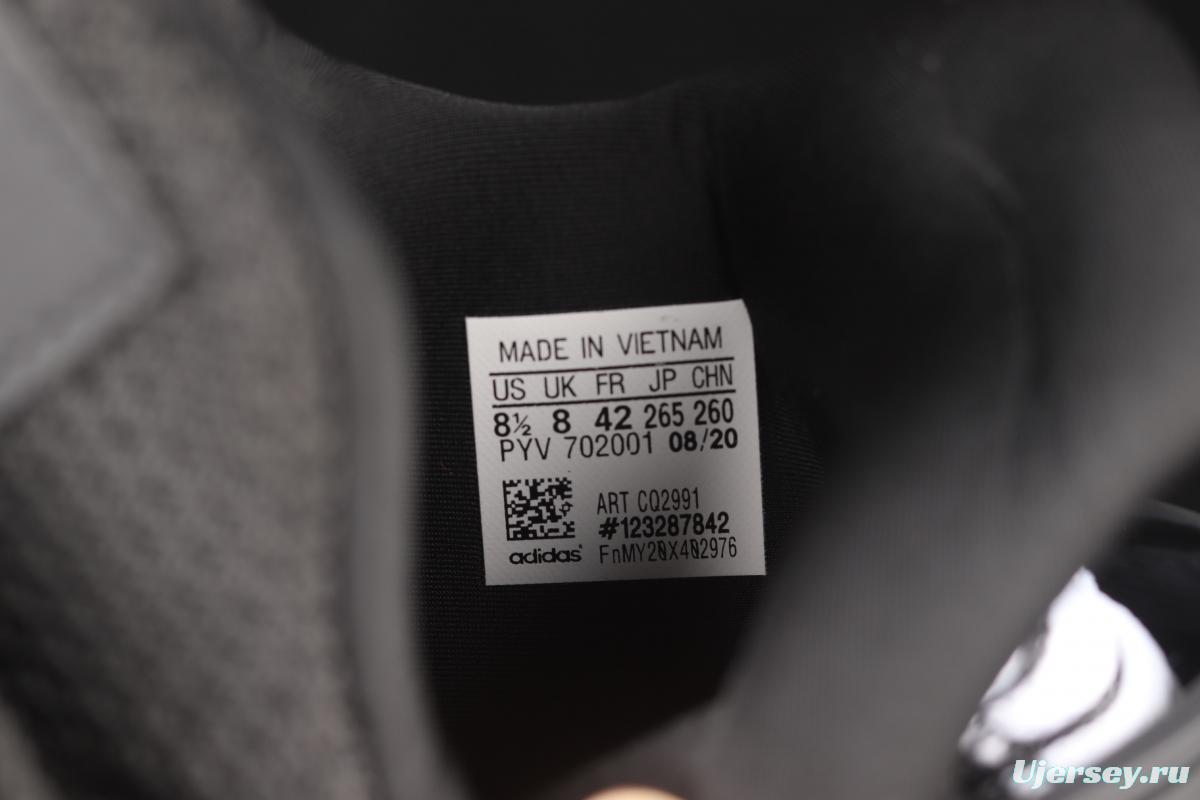 MADE IN VIETNAM
US UK FR JP CHN
8½ 8 42 265 260
PYV 702001 08/20
ART CQ2991
#123287842
adidas FnMY20X402976
Ujersey.ru